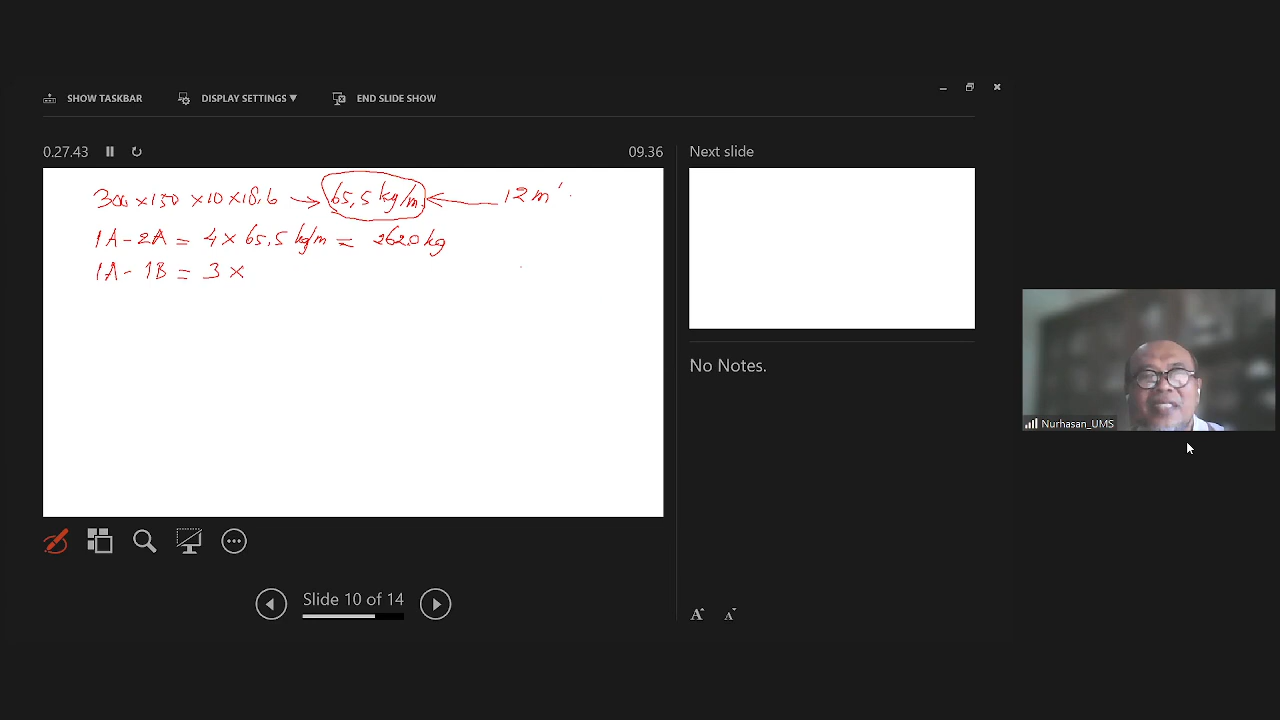 SHOW TASKBAR
DISPLAY SETTINGS ▼
END SLIDE SHOW
0.27.43
09.36
Next slide
300 × 150 × 10 × 18.6 → 65,5 kg/m ← 12 m'
1A - 2A = 4 × 65,5 kg/m = 262.0 kg
1A - 1B = 3 ×
No Notes.
Nurhasan_UMS
Slide 10 of 14
A A